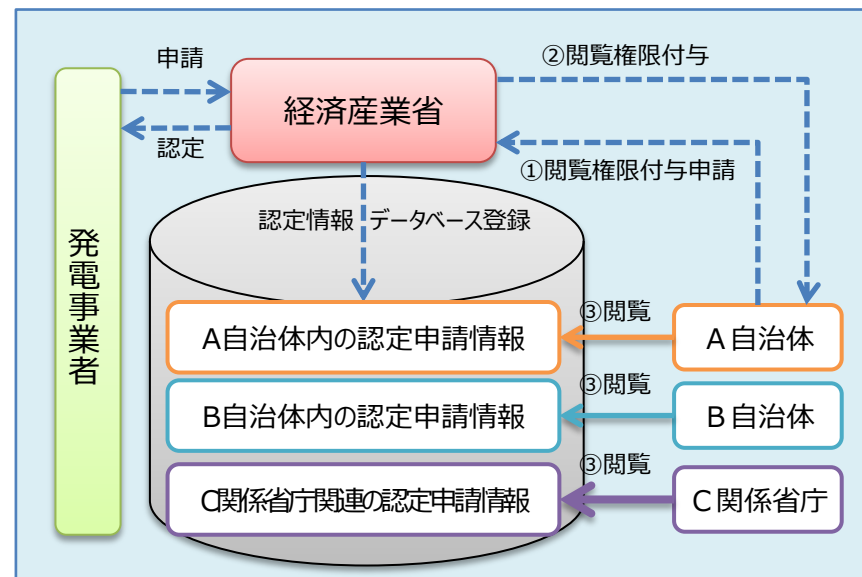 申請
②閲覧権限付与
経済産業省
認定
①閲覧権限付与申請
認定情報 データベース登録
発電事業者
③閲覧
A自治体内の認定申請情報
A自治体
③閲覧
B自治体内の認定申請情報
B自治体
③閲覧
C関係省庁関連の認定申請情報
C関係省庁